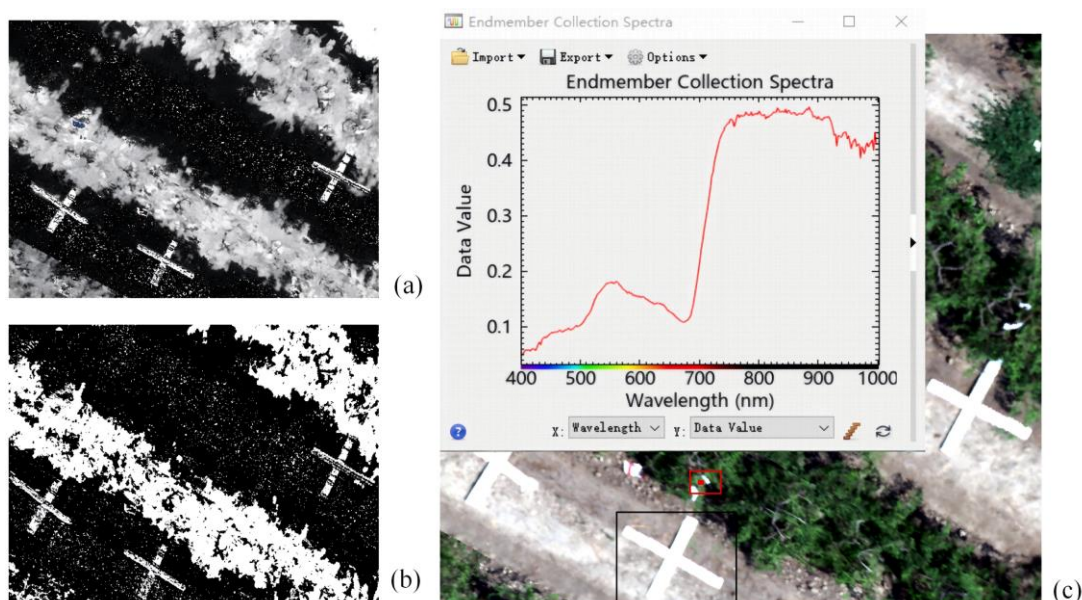 Endmember Collection Spectra
Import Export Options
Endmember Collection Spectra
0.5
0.4
0.3
0.2
0.1
Data Value
400 500 600 700 800 900 1000
Wavelength (nm)
? X: Wavelength Y: Data Value
(a)
(b)
(c)